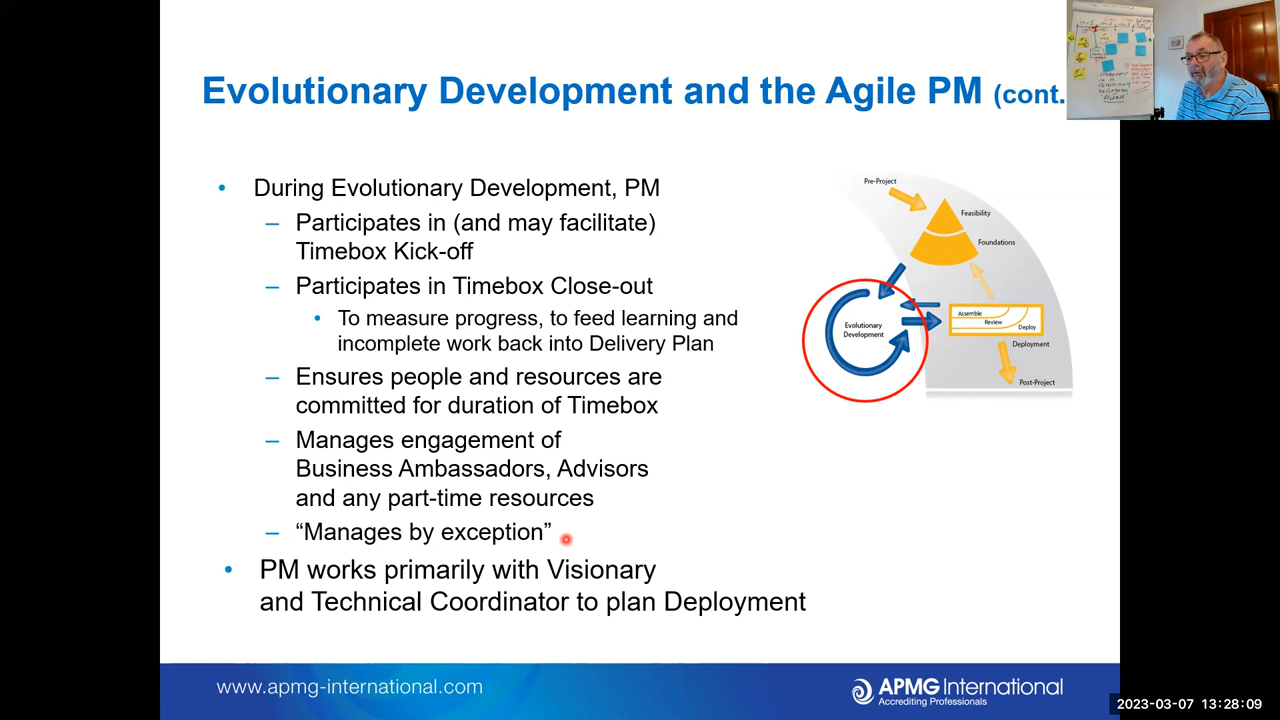 Evolutionary Development and the Agile PM (cont.
• During Evolutionary Development, PM
– Participates in (and may facilitate)
Timebox Kick-off
– Participates in Timebox Close-out
• To measure progress, to feed learning and
incomplete work back into Delivery Plan
– Ensures people and resources are
committed for duration of Timebox
– Manages engagement of
Business Ambassadors, Advisors
and any part-time resources
– “Manages by exception”
• PM works primarily with Visionary
and Technical Coordinator to plan Deployment
Pre-Project
Feasibility
Foundations
Evolutionary
Development
Assemble
Review
Deploy
Deployment
Post-Project
www.apmg-international.com
APMG International
Accrediting Professionals
2023-03-07 13:28:09